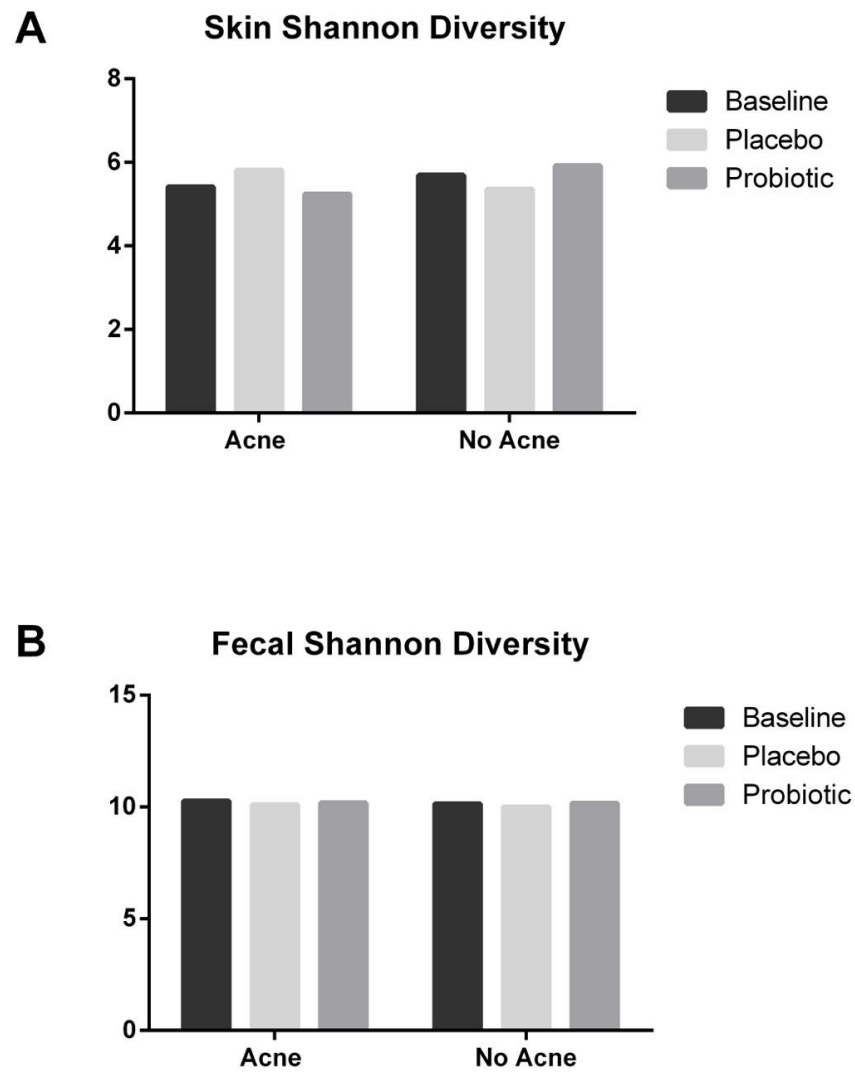 A
Skin Shannon Diversity
8
6
4
2
0
Acne
No Acne
Baseline
Placebo
Probiotic
B
Fecal Shannon Diversity
15
10
5
0
Acne
No Acne
Baseline
Placebo
Probiotic